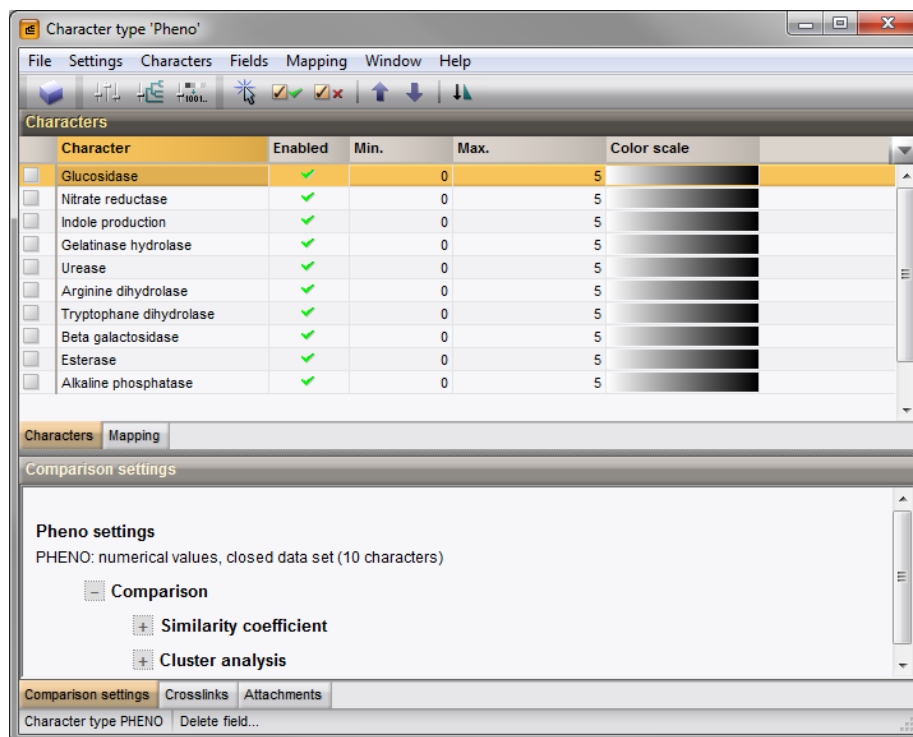 Character type 'Pheno'
File Settings Characters Fields Mapping Window Help
1001..
Characters
Character Enabled Min. Max. Color scale
Glucosidase 0 5
Nitrate reductase 0 5
Indole production 0 5
Gelatinase hydrolase 0 5
Urease 0 5
Arginine dihydrolase 0 5
Tryptophane dihydrolase 0 5
Beta galactosidase 0 5
Esterase 0 5
Alkaline phosphatase 0 5
Characters Mapping
Comparison settings
Pheno settings
PHENO: numerical values, closed data set (10 characters)
Comparison
Similarity coefficient
Cluster analysis
Comparison settings Crosslinks Attachments
Character type PHENO Delete field...